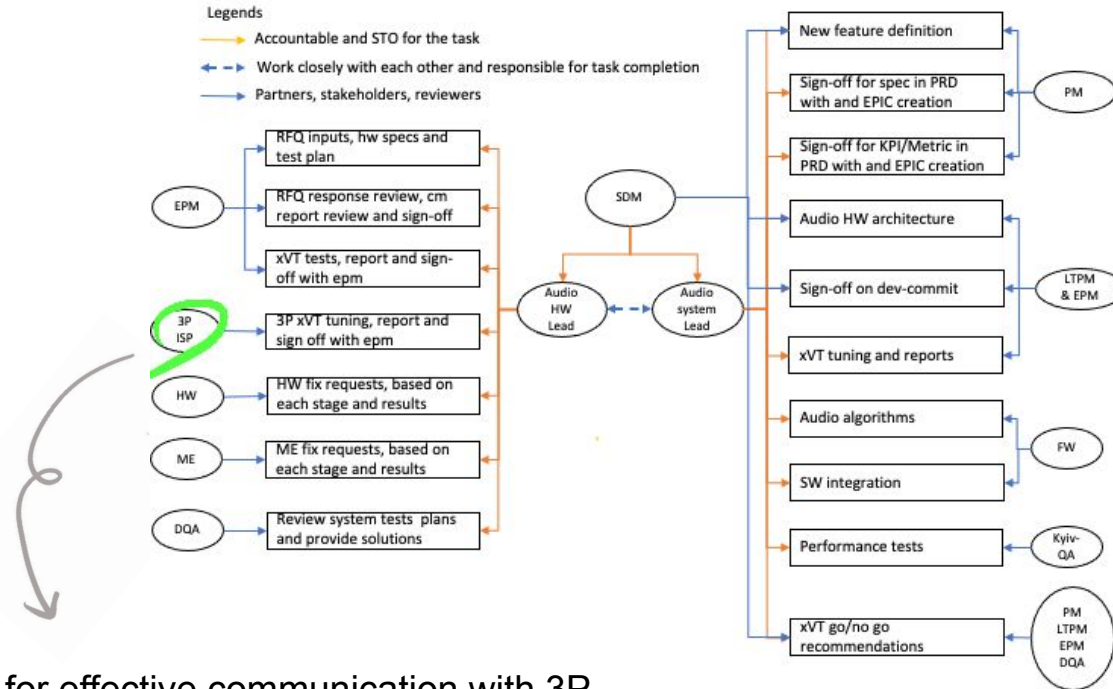 Legends
Accountable and STO for the task
Work closely with each other and responsible for task completion
Partners, stakeholders, reviewers
RFQ inputs, hw specs and
test plan
EPM
RFQ response review, cm
report review and sign-off
xVT tests, report and sign-
off with epm
3P
ISP
3P xVT tuning, report and
sign off with epm
HW
HW fix requests, based on
each stage and results
ME
ME fix requests, based on
each stage and results
DQA
Review system tests plans
and provide solutions
SDM
Audio
HW
Lead
Audio
system
Lead
New feature definition
Sign-off for spec in PRD
with and EPIC creation
PM
Sign-off for KPI/Metric in
PRD with and EPIC creation
Audio HW architecture
Sign-off on dev-commit
LTPM
& EPM
xVT tuning and reports
Audio algorithms
FW
SW integration
Performance tests
Kyiv-
QA
xVT go/no go
recommendations
PM
LTPM
EPM
DQA
for effective communication with 3P